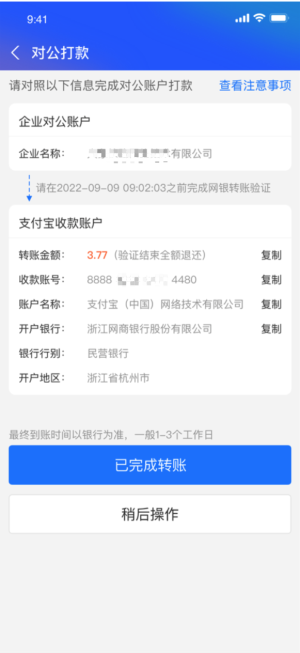 9:41
对公打款
请对照以下信息完成对公账户打款 查看注意事项
企业对公账户
企业名称： 有限公司
请在2022-09-09 09:02:03之前完成网银转账验证
支付宝收款账户
转账金额： 3.77（验证结束全额退还） 复制
收款账号： 8888 4480 复制
账户名称： 支付宝（中国）网络技术有限公司 复制
开户银行： 浙江网商银行股份有限公司 复制
银行行别： 民营银行
开户地区： 浙江省杭州市
最终到账时间以银行为准，一般1-3个工作日
已完成转账
稍后操作